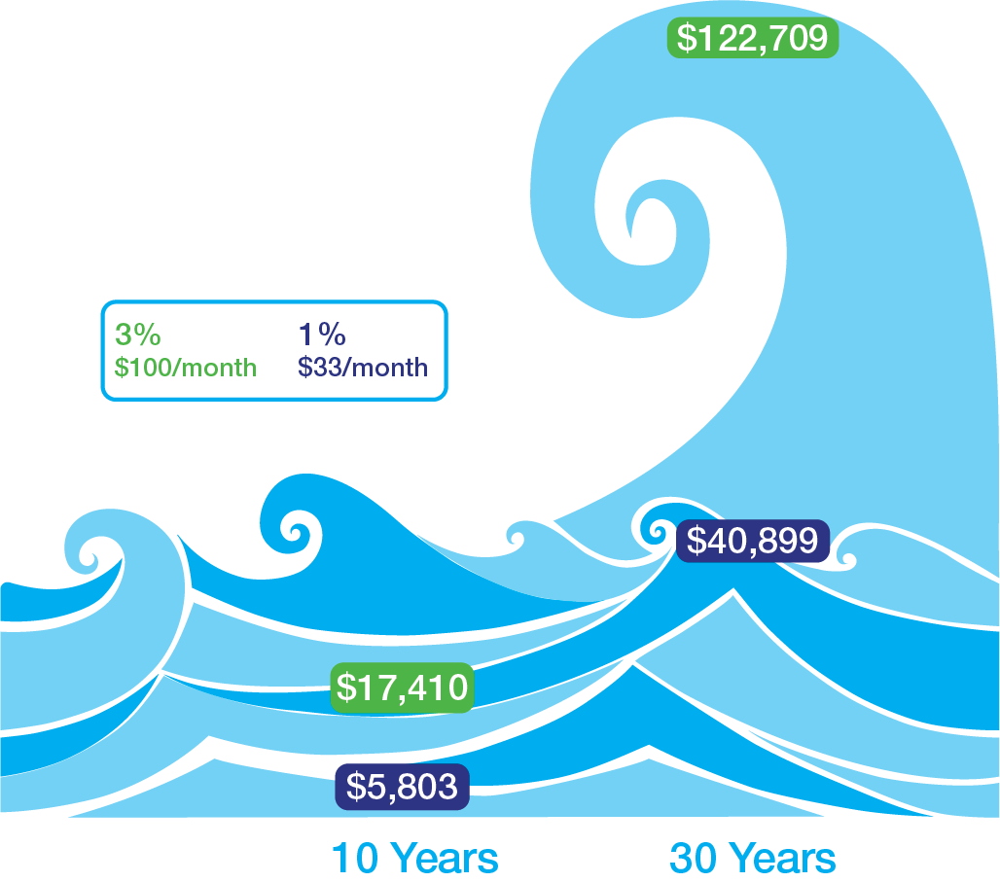 $122,709
3% 1%
$100/month $33/month
$40,899
$17,410
$5,803
10 Years 30 Years